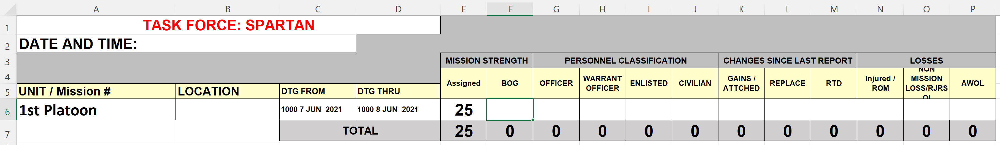 A B C D E F G H I J K L M N O P
1 TASK FORCE: SPARTAN
2 DATE AND TIME:
3 MISSION STRENGTH PERSONNEL CLASSIFICATION CHANGES SINCE LAST REPORT LOSSES
4 Assigned BOG OFFICER WARRANT OFFICER ENLISTED CIVILIAN GAINS / ATTCHED REPLACE RTD Injured / ROM NON MISSION LOSS/RJRS AWOL
5 UNIT / Mission # LOCATION DTG FROM DTG THRU
6 1st Platoon 1000 7 JUN 2021 1000 8 JUN 2021 25
7 TOTAL 25 0 0 0 0 0 0 0 0 0 0 0